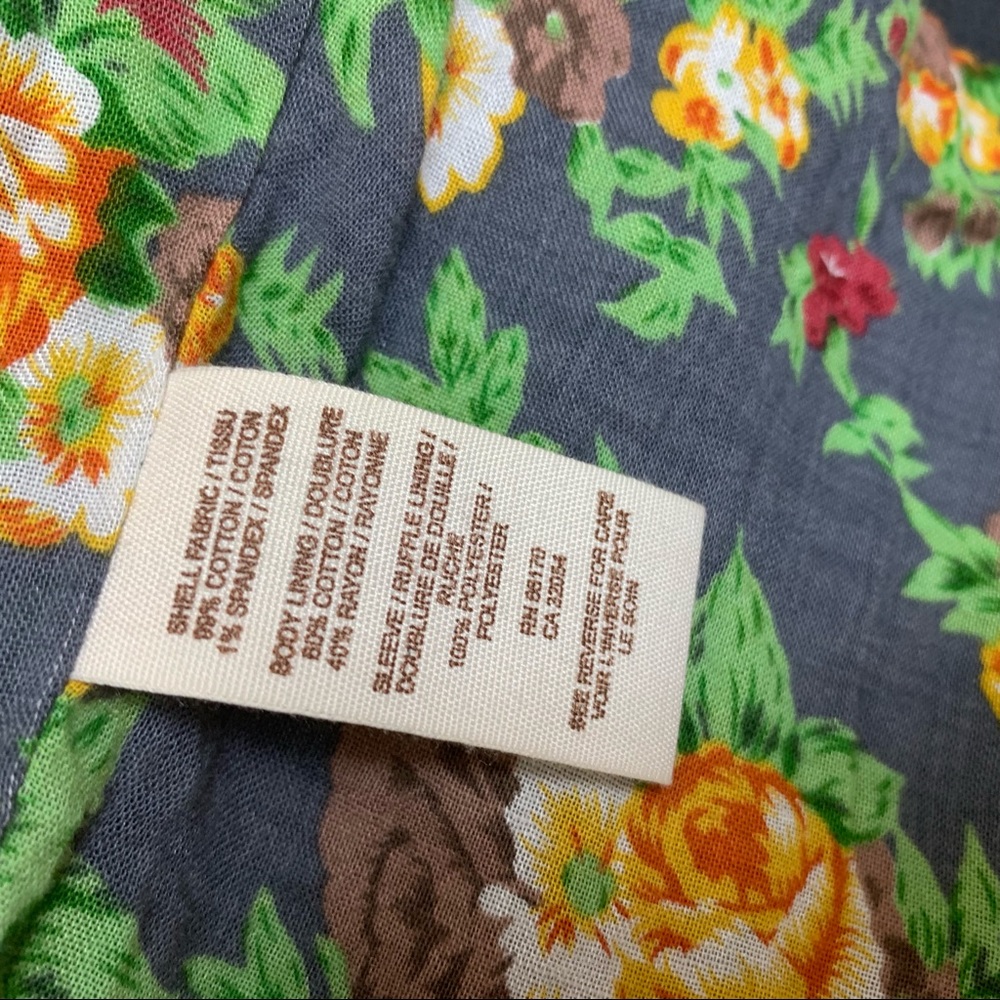 SHELL FABRIC / TISSU
99% COTTON / COTON
1% SPANDEX / SPANDEX
BODY LINING / DOUBLURE
60% COTTON / COTON
40% RAYON / RAYONNE
SLEEVE / RUFFLE LINING /
DOUBLURE DE DOUILLE /
RUCHE
100% POLYESTER /
POLYESTER
RN 66170
CA 22034
SEE REVERSE FOR CARE
VOIR L'INVERSE POUR
LE SOIN